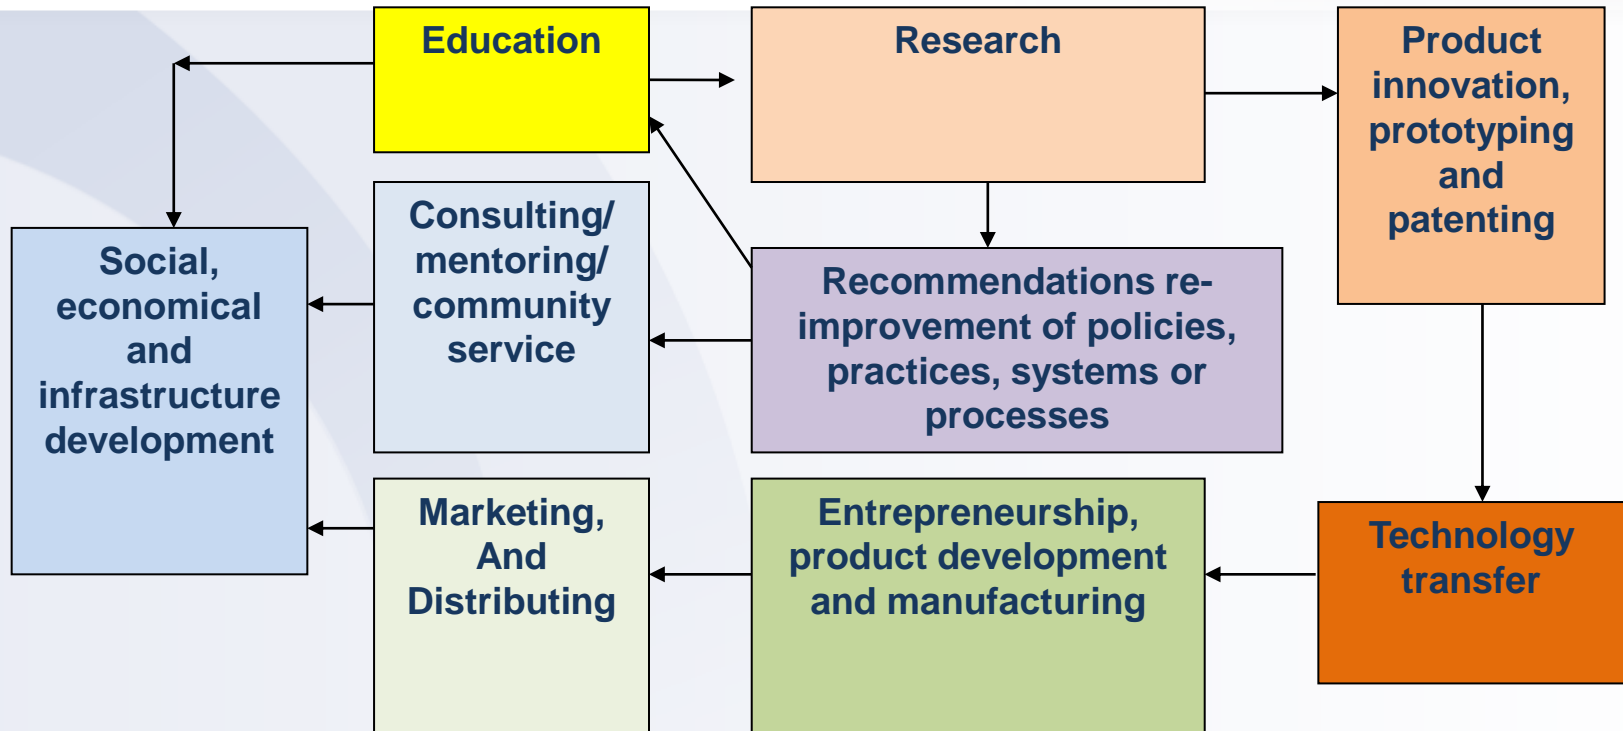 Education
Research
Product
innovation,
prototyping
and
patenting
Social,
economical
and
infrastructure
development
Consulting/
mentoring/
community
service
Recommendations re-
improvement of policies,
practices, systems or
processes
Marketing,
And
Distributing
Entrepreneurship,
product development
and manufacturing
Technology
transfer